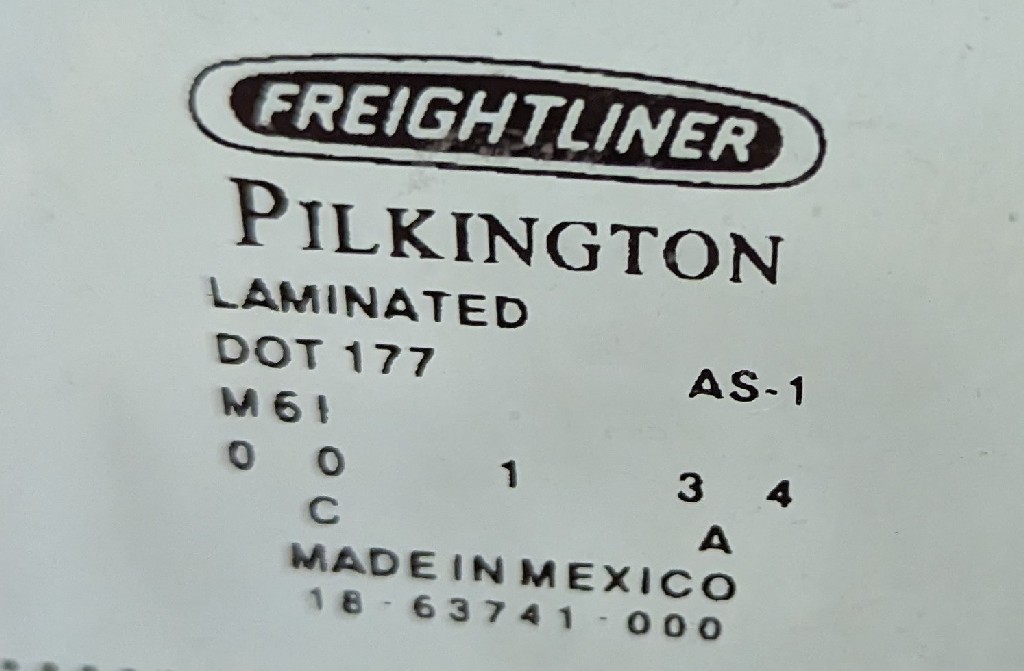 FREIGHTLINER
PILKINGTON
LAMINATED
DOT 177 AS-1
M61
0 0 1 3 4
C A
MADE IN MEXICO
18-63741-000